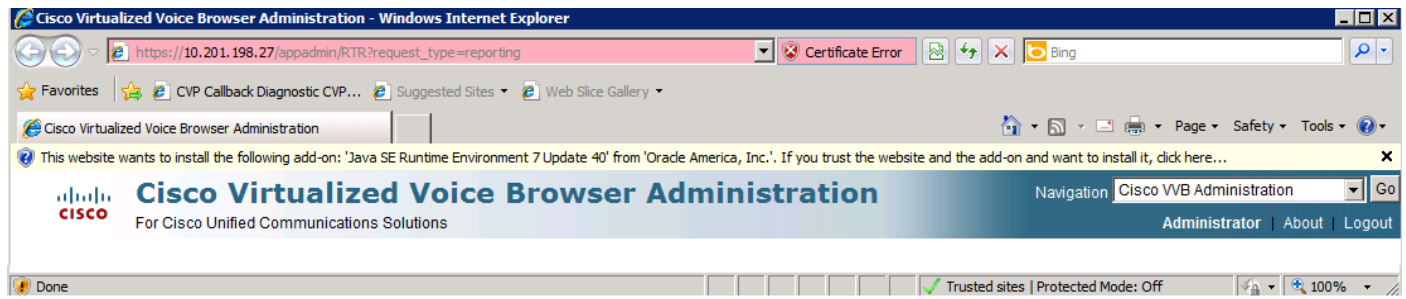 Cisco Virtualized Voice Browser Administration - Windows Internet Explorer
https://10.201.198.27/appadmin/RTR?request_type=reporting Certificate Error Bing
Favorites CVP Callback Diagnostic CVP... Suggested Sites Web Slice Gallery
Cisco Virtualized Voice Browser Administration Page Safety Tools
This website wants to install the following add-on: 'Java SE Runtime Environment 7 Update 40' from 'Oracle America, Inc.'. If you trust the website and the add-on and want to install it, click here...
CISCO Cisco Virtualized Voice Browser Administration Navigation Cisco VVB Administration Go
For Cisco Unified Communications Solutions Administrator | About | Logout
Done Trusted sites | Protected Mode: Off 100%